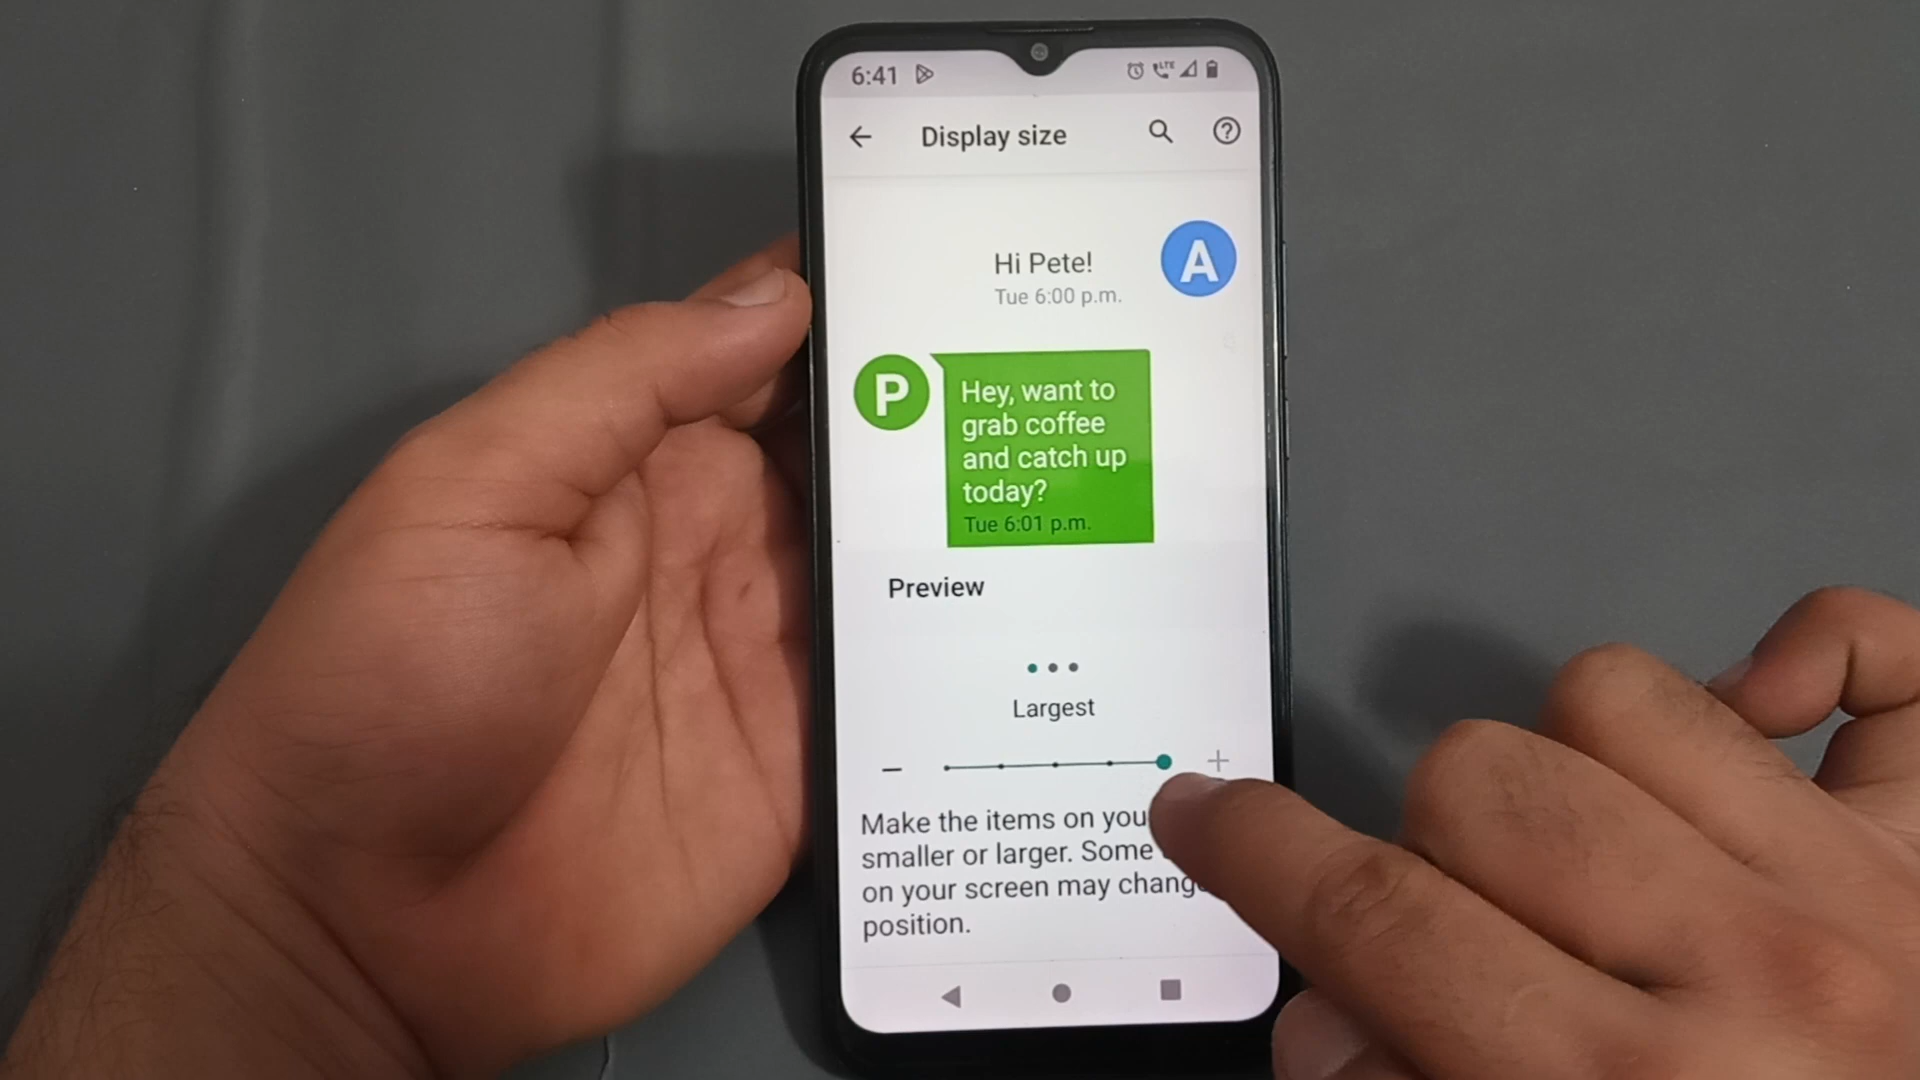 6:41
LTE
Display size
Hi Pete!
A
Tue 6:00 p.m.
P
Hey, want to
grab coffee
and catch up
today?
Tue 6:01 p.m.
Preview
Largest
Make the items on you
smaller or larger. Some
on your screen may chang
position.